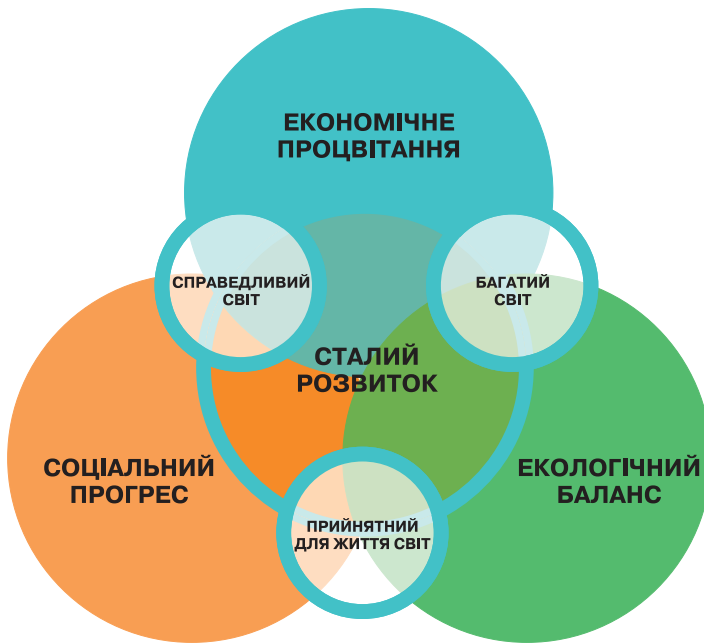 ЕКОНОМІЧНЕ
ПРОЦВІТАННЯ
СПРАВЕДЛИВИЙ
СВІТ
БАГАТИЙ
СВІТ
СТАЛИЙ
РОЗВИТОК
СОЦІАЛЬНИЙ
ПРОГРЕС
ЕКОЛОГІЧНИЙ
БАЛАНС
ПРИЙНЯТНИЙ
ДЛЯ ЖИТТЯ СВІТ